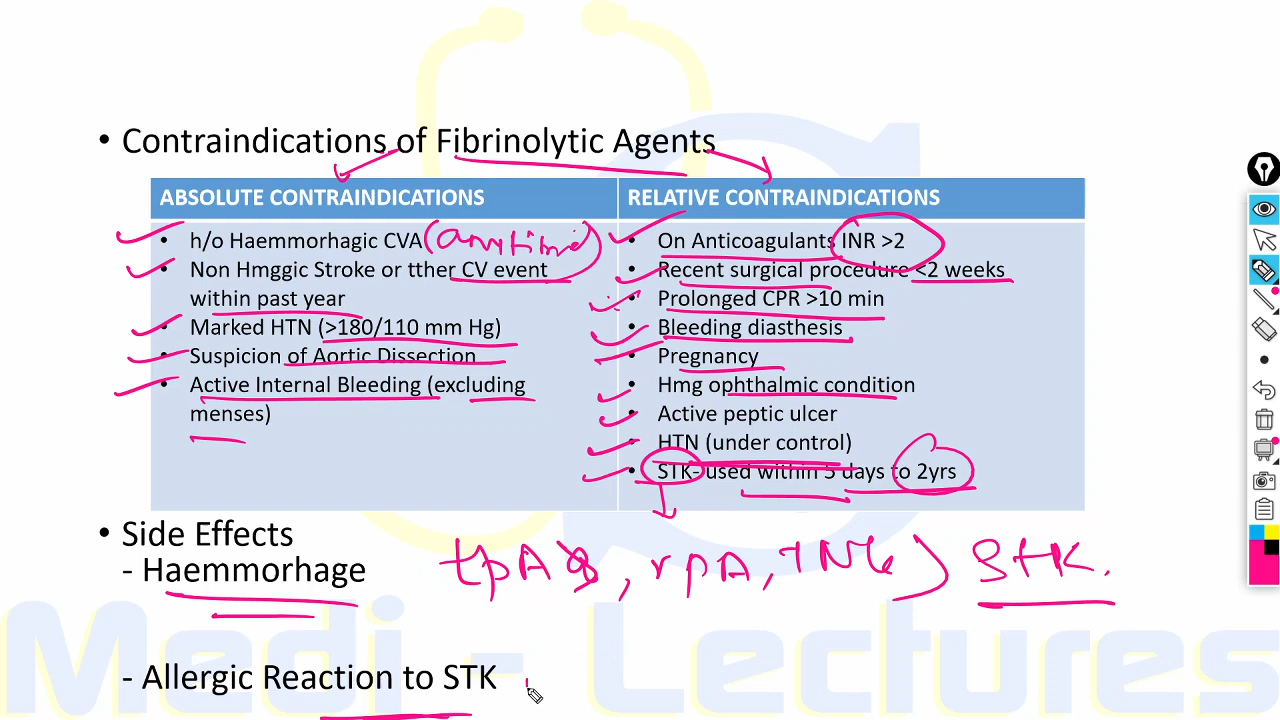 • Contraindications of Fibrinolytic Agents
ABSOLUTE CONTRAINDICATIONS
• h/o Haemmorhagic CVA (anytime)
• Non Hmggic Stroke or tther CV event
within past year
• Marked HTN (>180/110 mm Hg)
• Suspicion of Aortic Dissection
• Active Internal Bleeding (excluding
menses)
RELATIVE CONTRAINDICATIONS
• On Anticoagulants INR >2
• Recent surgical procedure <2 weeks
• Prolonged CPR >10 min
• Bleeding diasthesis
• Pregnancy
• Hmg ophthalmic condition
• Active peptic ulcer
• HTN (under control)
• STK- used within 5 days to 2yrs
• Side Effects
- Haemmorhage
tpA, rpA, TNK) STK.
- Allergic Reaction to STK
Medi - Lectures